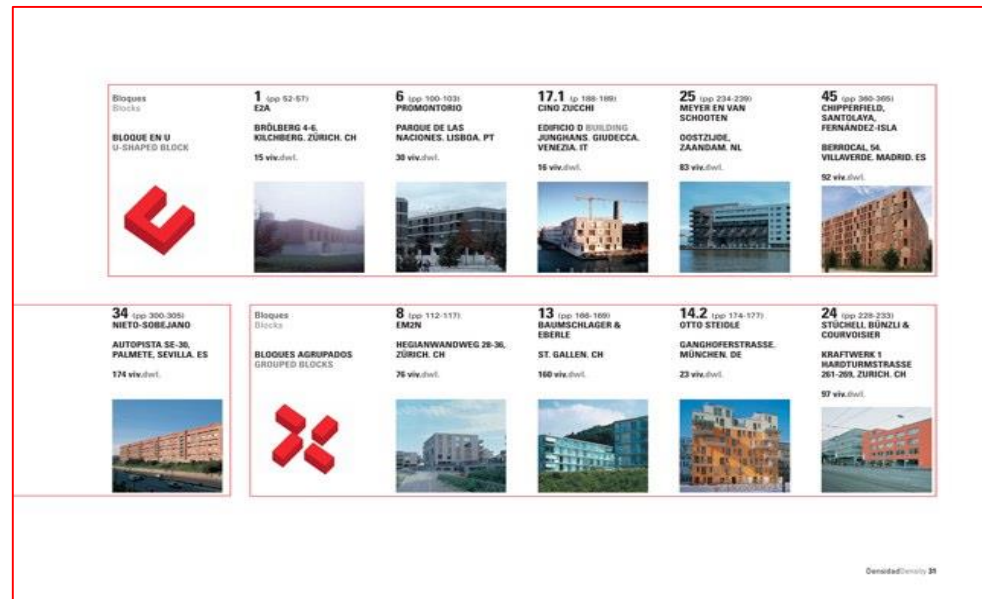 Bloques
Blocks
BLOQUE EN U
U-SHAPED BLOCK
1 (pp 52-57)
E2A
BRÖLBERG 4-6.
KILCHBERG. ZÜRICH. CH
15 viv.dwl.
6 (pp 100-103)
PROMONTORIO
PARQUE DE LAS
NACIONES. LISBOA. PT
30 viv.dwl.
17.1 (p 188-189)
CINO ZUCCHI
EDIFICIO D BUILDING
JUNGHANS. GIUDECCA.
VENEZIA. IT
16 viv.dwl.
25 (pp 234-239)
MEYER EN VAN
SCHOOTEN
OOSTZIJDE,
ZAANDAM. NL
83 viv.dwl.
45 (pp 360-365)
CHIPPERFIELD,
SANTOLAYA,
FERNÁNDEZ-ISLA
BERROCAL, 54.
VILLAVERDE. MADRID. ES
92 viv.dwl.
34 (pp 300-305)
NIETO-SOBEJANO
AUTOPISTA SE-30,
PALMETE, SEVILLA. ES
174 viv.dwl.
Bloques
Blocks
BLOQUES AGRUPADOS
GROUPED BLOCKS
8 (pp 112-117)
EM2N
HEGIANWANDWEG 28-36,
ZÜRICH. CH
76 viv.dwl.
13 (pp 166-169)
BAUMSCHLAGER &
EBERLE
ST. GALLEN. CH
160 viv.dwl.
14.2 (pp 174-177)
OTTO STEIDLE
GANGHOFERSTRASSE.
MÜNCHEN. DE
23 viv.dwl.
24 (pp 228-233)
STÜCHELI, BÜNZLI &
COURVOISIER
KRAFTWERK 1
HARDTURMSTRASSE
261-269, ZURICH. CH
97 viv.dwl.
DensidadDensity 31